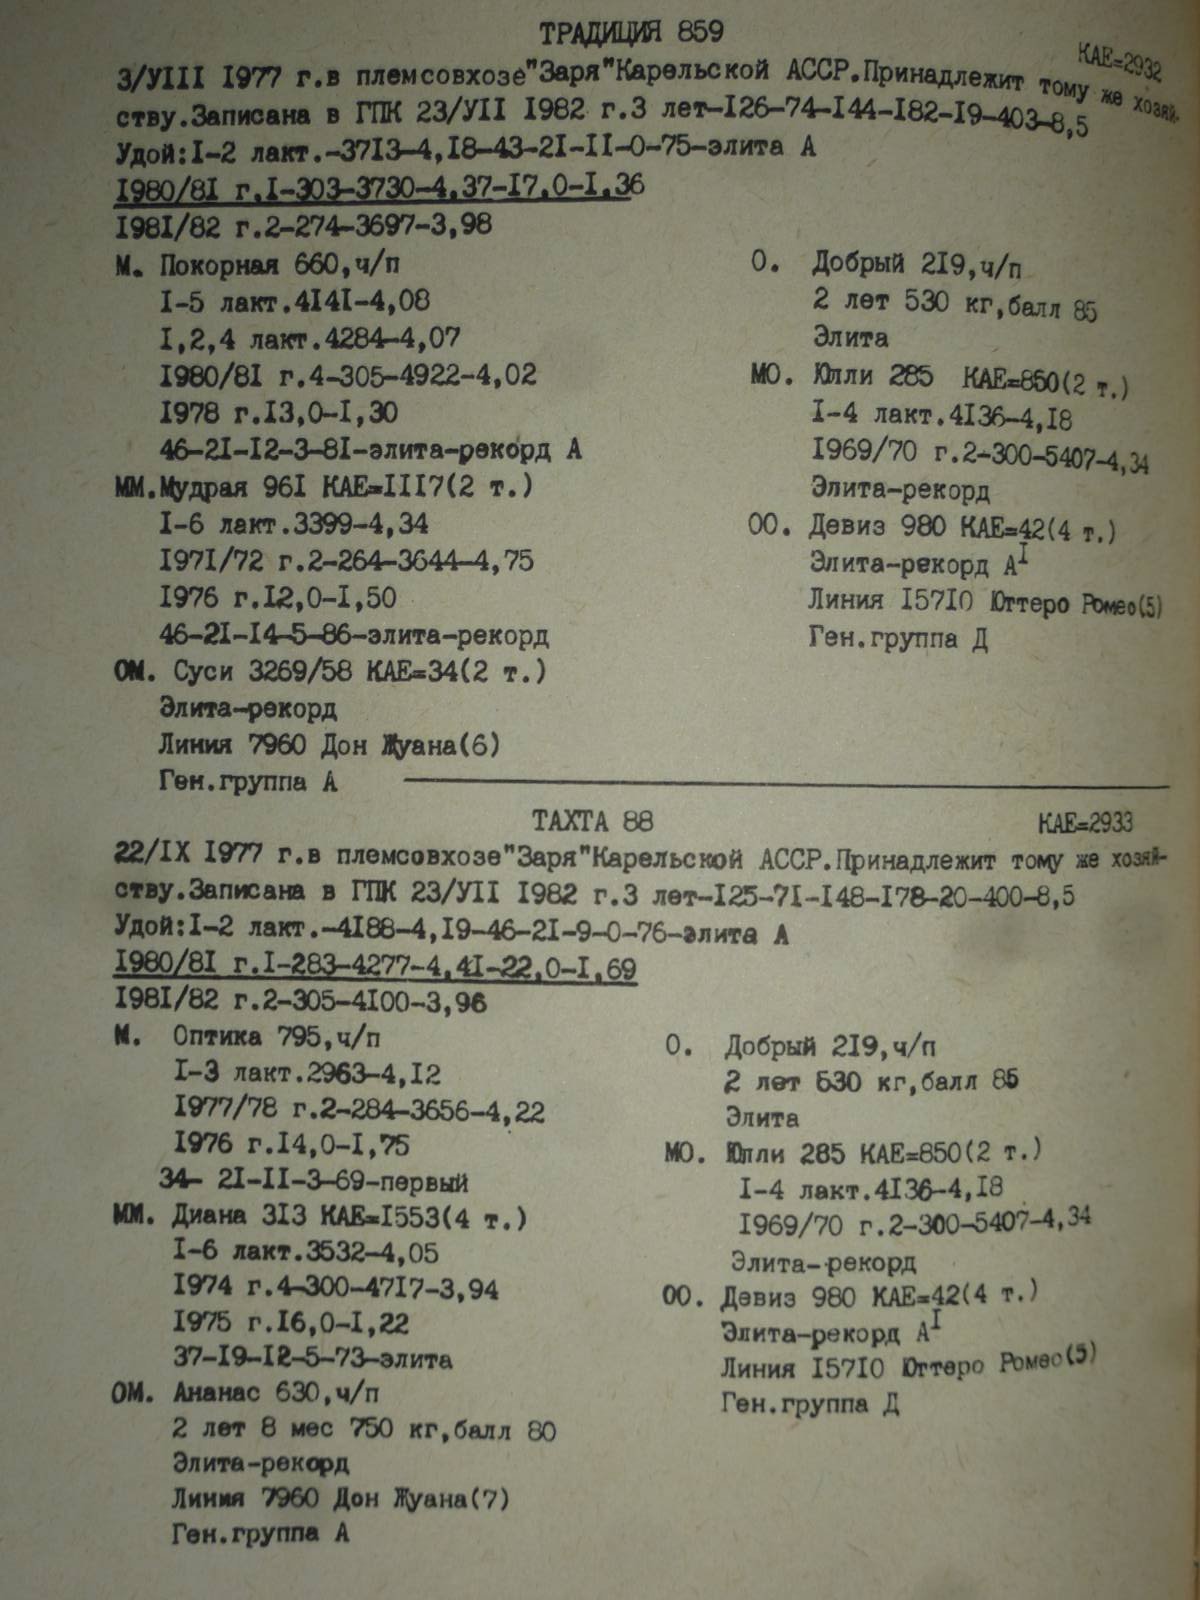 ТРАДИЦИЯ 859
КАЕ=2932
3/УIII I977 г.в племсовхозе"Заря"Карельской АССР.Принадлежит тому же хозяй-
ству.Записана в ГПК 23/УII I982 г.3 лет-I26-74-I44-I82-I9-403-8,5
Удой:I-2 лакт.-37I3-4,I8-43-2I-II-0-75-элита А
I980/8I г.I-303-3730-4,37-I7,0-I,36
I98I/82 г.2-274-3697-3,98
М. Покорная 660,ч/п
I-5 лакт.4I4I-4,08
I,2,4 лакт.4284-4,07
I980/8I г.4-305-4922-4,02
I978 г.I3,0-I,30
46-2I-I2-3-8I-элита-рекорд А
ММ.Мудрая 96I КАЕ=III7(2 т.)
I-6 лакт.3399-4,34
I97I/72 г.2-264-3644-4,75
I976 г.I2,0-I,50
46-2I-I4-5-86-элита-рекорд
ОМ. Суси 3269/58 КАЕ=34(2 т.)
Элита-рекорд
Линия 7960 Дон Жуана(6)
Ген.группа А
О. Добрый 2I9,ч/п
2 лет 530 кг,балл 85
Элита
МО. Юлли 285 КАЕ=850(2 т.)
I-4 лакт.4I36-4,I8
I969/70 г.2-300-5407-4,34
Элита-рекорд
ОО. Девиз 980 КАЕ=42(4 т.)
Элита-рекорд А^I
Линия I57I0 Юттеро Ромео(5)
Ген.группа Д
ТАХТА 88
КАЕ=2933
22/IX I977 г.в племсовхозе"Заря"Карельской АССР.Принадлежит тому же хозяй-
ству.Записана в ГПК 23/УII I982 г.3 лет-I25-7I-I48-I78-20-400-8,5
Удой:I-2 лакт.-4I88-4,I9-46-2I-9-0-76-элита А
I980/8I г.I-283-4277-4,4I-22,0-I,69
I98I/82 г.2-305-4I00-3,96
М. Оптика 795,ч/п
I-3 лакт.2963-4,I2
I977/78 г.2-284-3656-4,22
I976 г.I4,0-I,75
34- 2I-II-3-69-первый
ММ. Диана 3I3 КАЕ=I553(4 т.)
I-6 лакт.3532-4,05
I974 г.4-300-47I7-3,94
I975 г.I6,0-I,22
37-I9-I2-5-73-элита
ОМ. Ананас 630,ч/п
2 лет 8 мес 750 кг,балл 80
Элита-рекорд
Линия 7960 Дон Жуана(7)
Ген.группа А
О. Добрый 2I9,ч/п
2 лет 530 кг,балл 85
Элита
МО. Юлли 285 КАЕ=850(2 т.)
I-4 лакт.4I36-4,I8
I969/70 г.2-300-5407-4,34
Элита-рекорд
ОО. Девиз 980 КАЕ=42(4 т.)
Элита-рекорд А^I
Линия I57I0 Юттеро Ромео(5)
Ген.группа Д